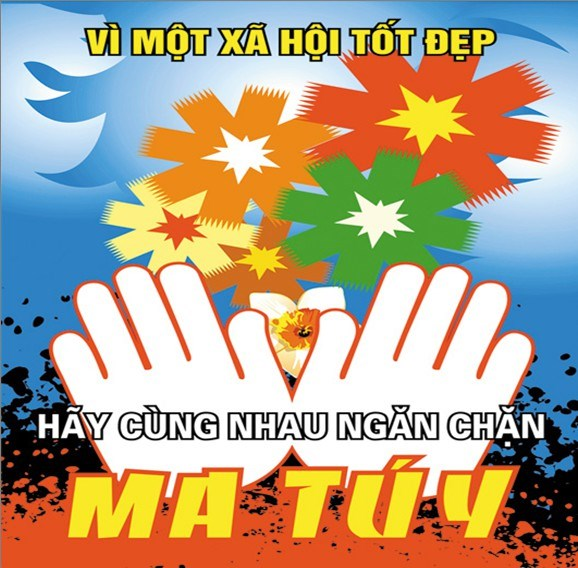 VÌ MỘT XÃ HỘI TỐT ĐẸP
HÃY CÙNG NHAU NGĂN CHẶN
MA TÚY